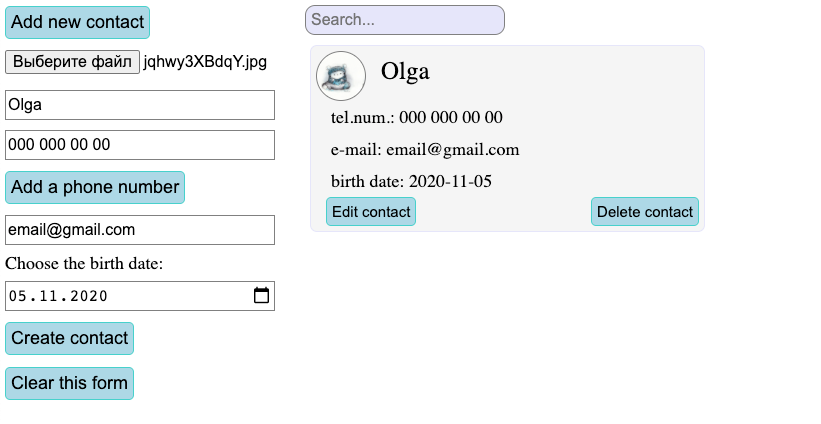 Add new contact
Выберите файл jqhwy3XBdqY.jpg
Olga
000 000 00 00
Add a phone number
email@gmail.com
Choose the birth date:
05.11.2020
Create contact
Clear this form
Search...
Olga
tel.num.: 000 000 00 00
e-mail: email@gmail.com
birth date: 2020-11-05
Edit contact Delete contact